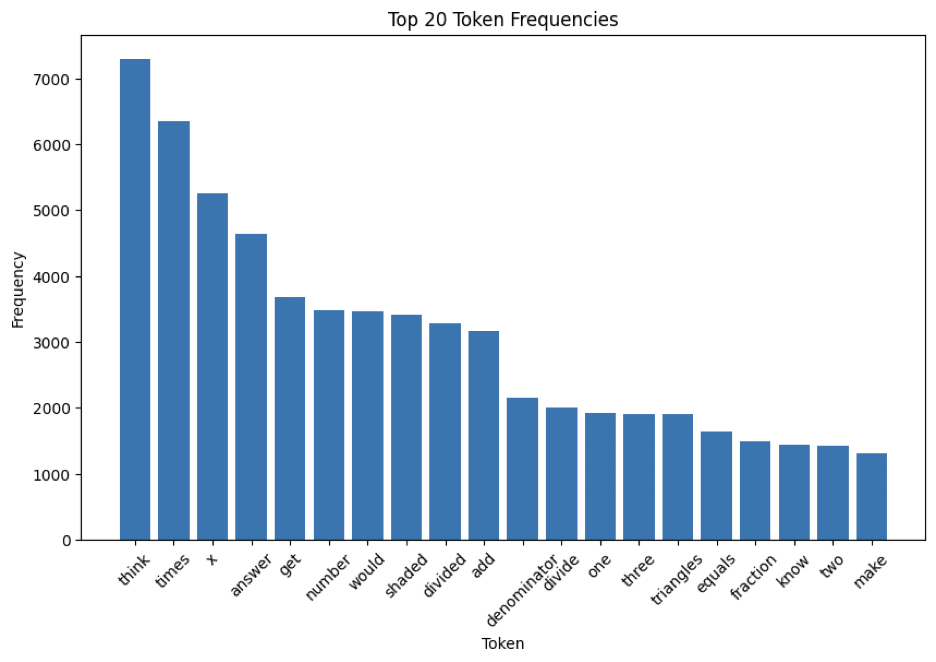 Top 20 Token Frequencies
Frequency
7000
6000
5000
4000
3000
2000
1000
0
think
times
x
answer
get
number
would
shaded
divided
add
denominator
divide
one
three
triangles
equals
fraction
know
two
make
Token